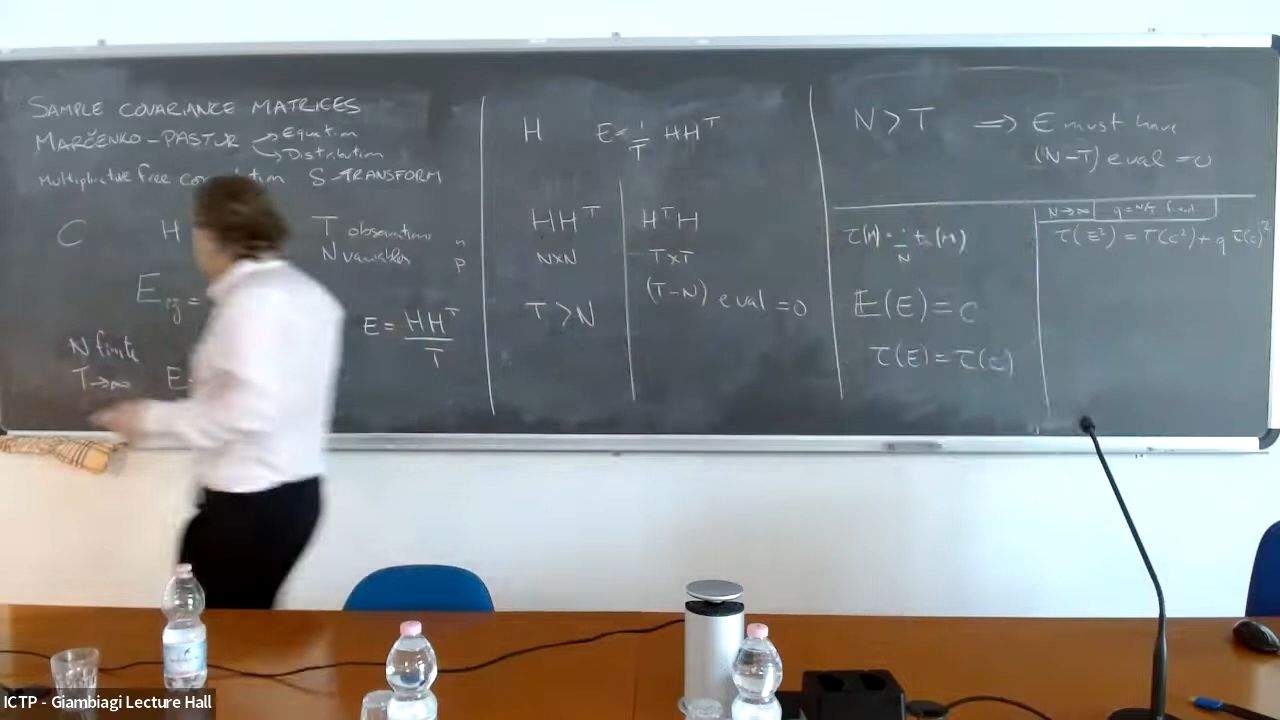 SAMPLE COVARIANCE MATRICES
MARČENKO-PASTUR → Equation
→ Distribution
Multiplicative free S-TRANSFORM
C H T observations
N variables n
p
E_ij =
E = HH^T / T
N finite
T→∞ E
H E = 1/T HH^T
HH^T
N×N
T>N
H^T H
T×T
(T-N) eval = 0
N>T ⟹ E must have
(N-T) eval = 0
τ(M) = 1/N tr(M)
𝔼(E) = C
τ(E) = τ(C)
N→∞ q = N/T fixed
τ(E²) = τ(C²) + q τ(C)²
ICTP - Giambiagi Lecture Hall